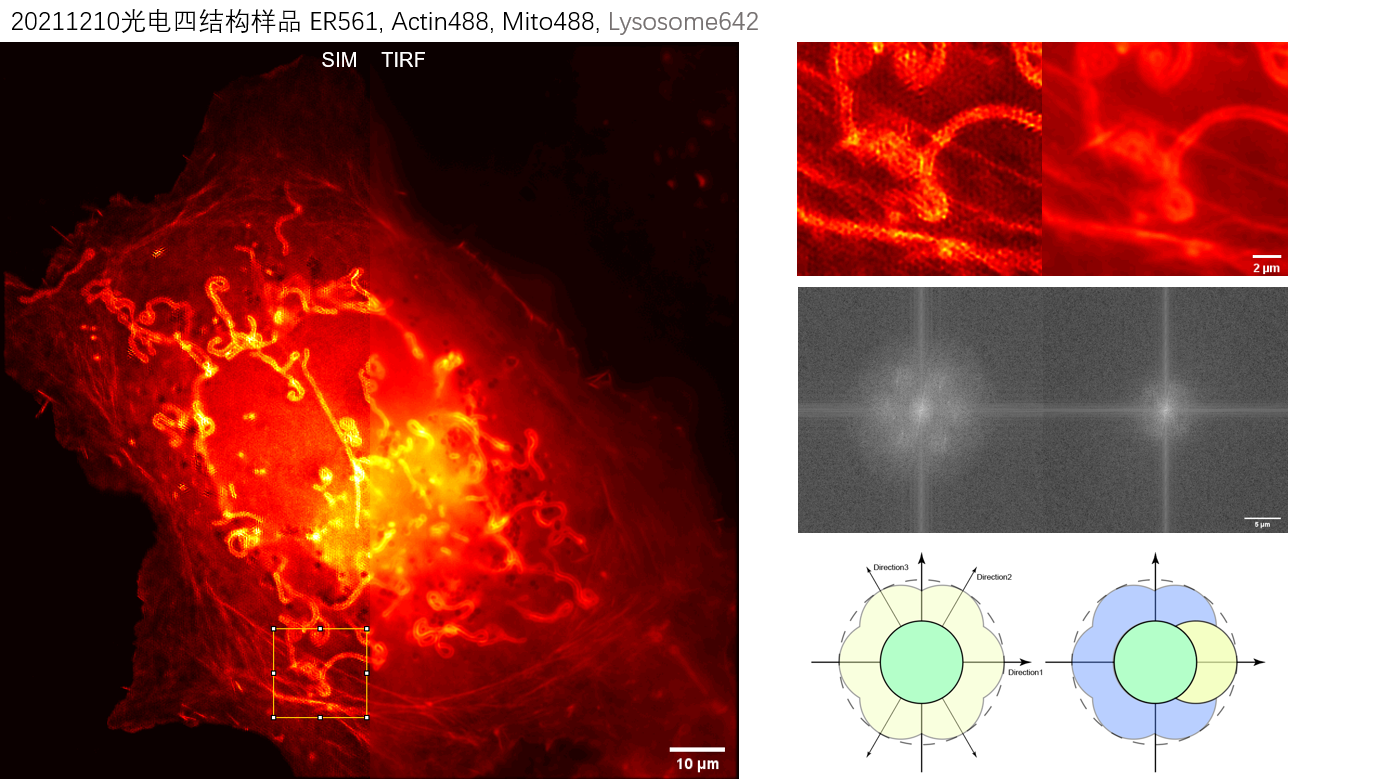 20211210光电四结构样品 ER561, Actin488, Mito488, Lysosome642
SIM TIRF
10 μm
2 μm
5 μm
Direction3
Direction2
Direction1